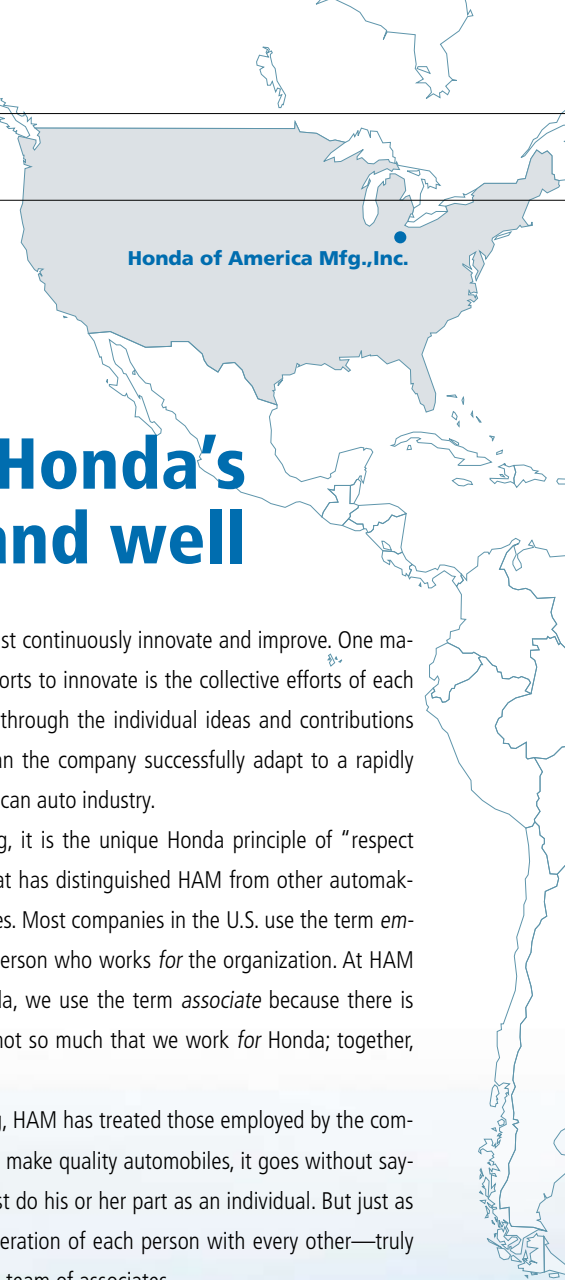 Honda of America Mfg.,Inc.
Honda's
and well
st continuously innovate and improve. One ma-
orts to innovate is the collective efforts of each
through the individual ideas and contributions
an the company successfully adapt to a rapidly
can auto industry.
g, it is the unique Honda principle of “respect
at has distinguished HAM from other automak-
es. Most companies in the U.S. use the term em-
erson who works for the organization. At HAM
da, we use the term associate because there is
not so much that we work for Honda; together,
g, HAM has treated those employed by the com-
make quality automobiles, it goes without say-
st do his or her part as an individual. But just as
eration of each person with every other—truly
team of associates.